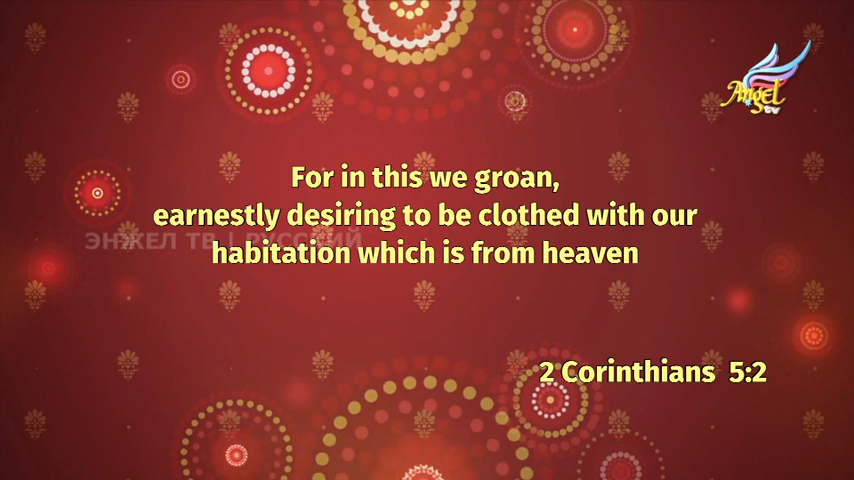 Angel
tv
For in this we groan,
earnestly desiring to be clothed with our
ЭНЖЕЛ ТВ | РУССКИЙ
habitation which is from heaven
2 Corinthians 5:2